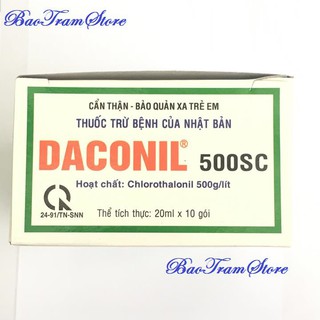 BaoTramStore
CẨN THẬN - BẢO QUẢN XA TRẺ EM
THUỐC TRỪ BỆNH CỦA NHẬT BẢN
DACONIL® 500SC
Hoạt chất: Chlorothalonil 500g/lít
24-91/TN-SNN
Thể tích thực: 20ml x 10 gói
BaoTramStore